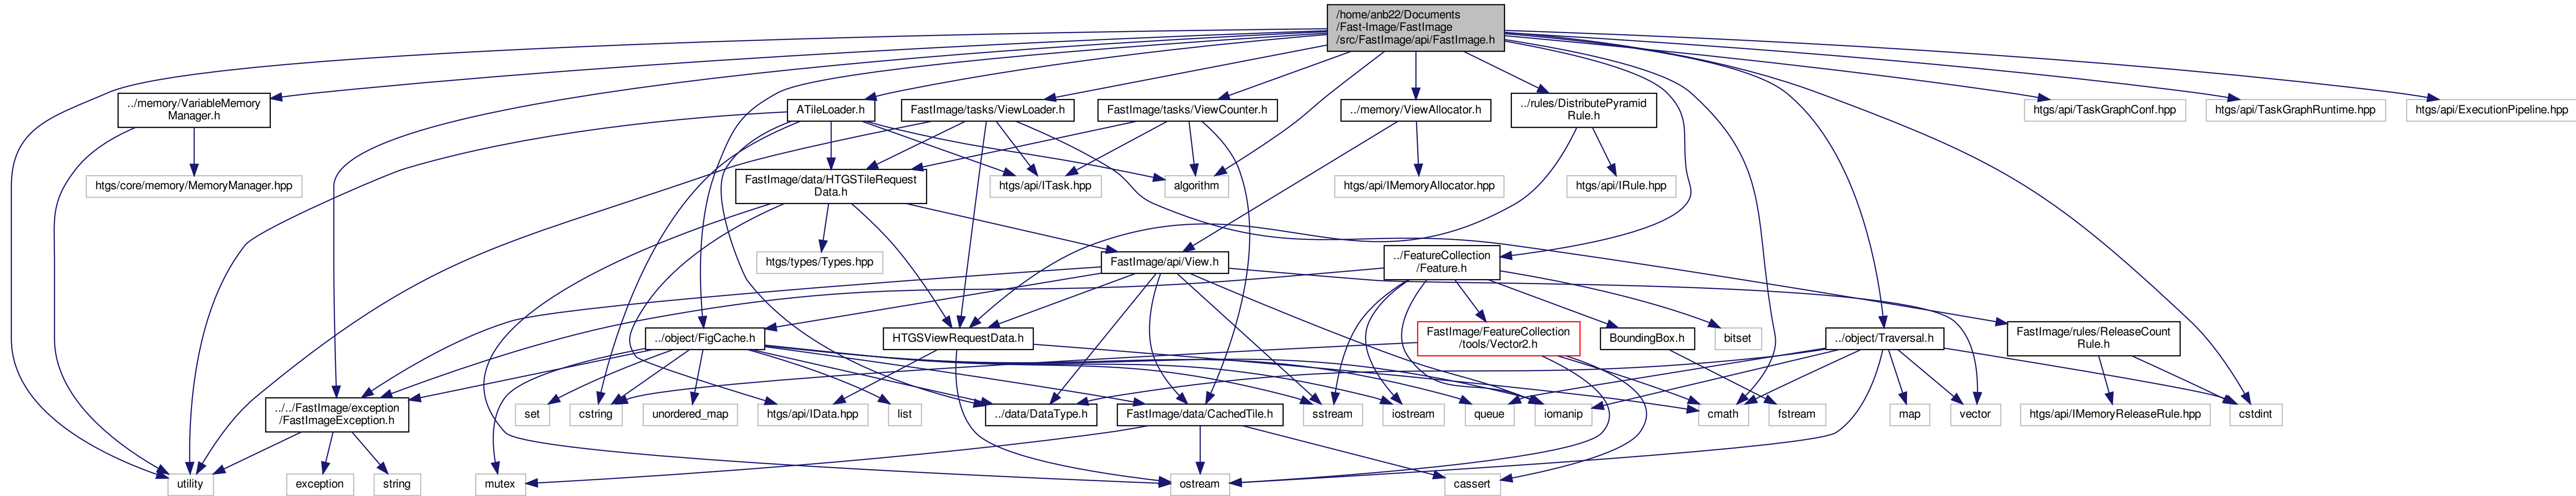 /home/anb22/Documents
/Fast-Image/FastImage
/src/FastImage/api/FastImage.h
../memory/VariableMemory
Manager.h
ATileLoader.h
FastImage/tasks/ViewLoader.h
FastImage/tasks/ViewCounter.h
../memory/ViewAllocator.h
../rules/DistributePyramid
Rule.h
htgs/api/TaskGraphConf.hpp
htgs/api/TaskGraphRuntime.hpp
htgs/api/ExecutionPipeline.hpp
htgs/core/memory/MemoryManager.hpp
FastImage/data/HTGSTileRequest
Data.h
htgs/api/ITask.hpp
algorithm
htgs/api/IMemoryAllocator.hpp
htgs/api/IRule.hpp
htgs/types/Types.hpp
FastImage/api/View.h
../FeatureCollection
/Feature.h
../object/FigCache.h
HTGSViewRequestData.h
FastImage/FeatureCollection
/tools/Vector2.h
BoundingBox.h
bitset
../object/Traversal.h
FastImage/rules/ReleaseCount
Rule.h
../../FastImage/exception
/FastImageException.h
set
cstring
unordered_map
htgs/api/IData.hpp
list
../data/DataType.h
FastImage/data/CachedTile.h
sstream
iostream
queue
iomanip
cmath
fstream
map
vector
htgs/api/IMemoryReleaseRule.hpp
cstdint
utility
exception
string
mutex
ostream
cassert